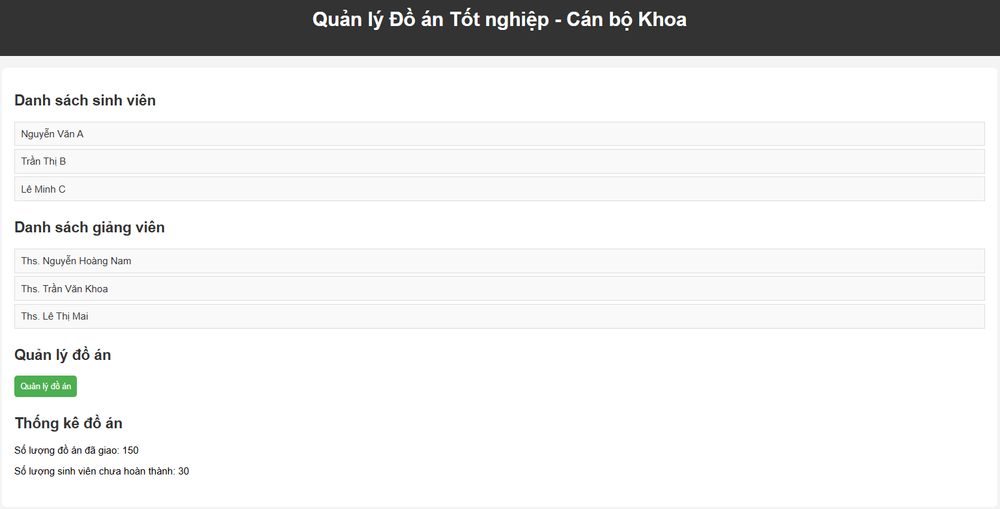 Quản lý Đồ án Tốt nghiệp - Cán bộ Khoa
Danh sách sinh viên
Nguyễn Văn A
Trần Thị B
Lê Minh C
Danh sách giảng viên
Ths. Nguyễn Hoàng Nam
Ths. Trần Văn Khoa
Ths. Lê Thị Mai
Quản lý đồ án
Quản lý đồ án
Thống kê đồ án
Số lượng đồ án đã giao: 150
Số lượng sinh viên chưa hoàn thành: 30